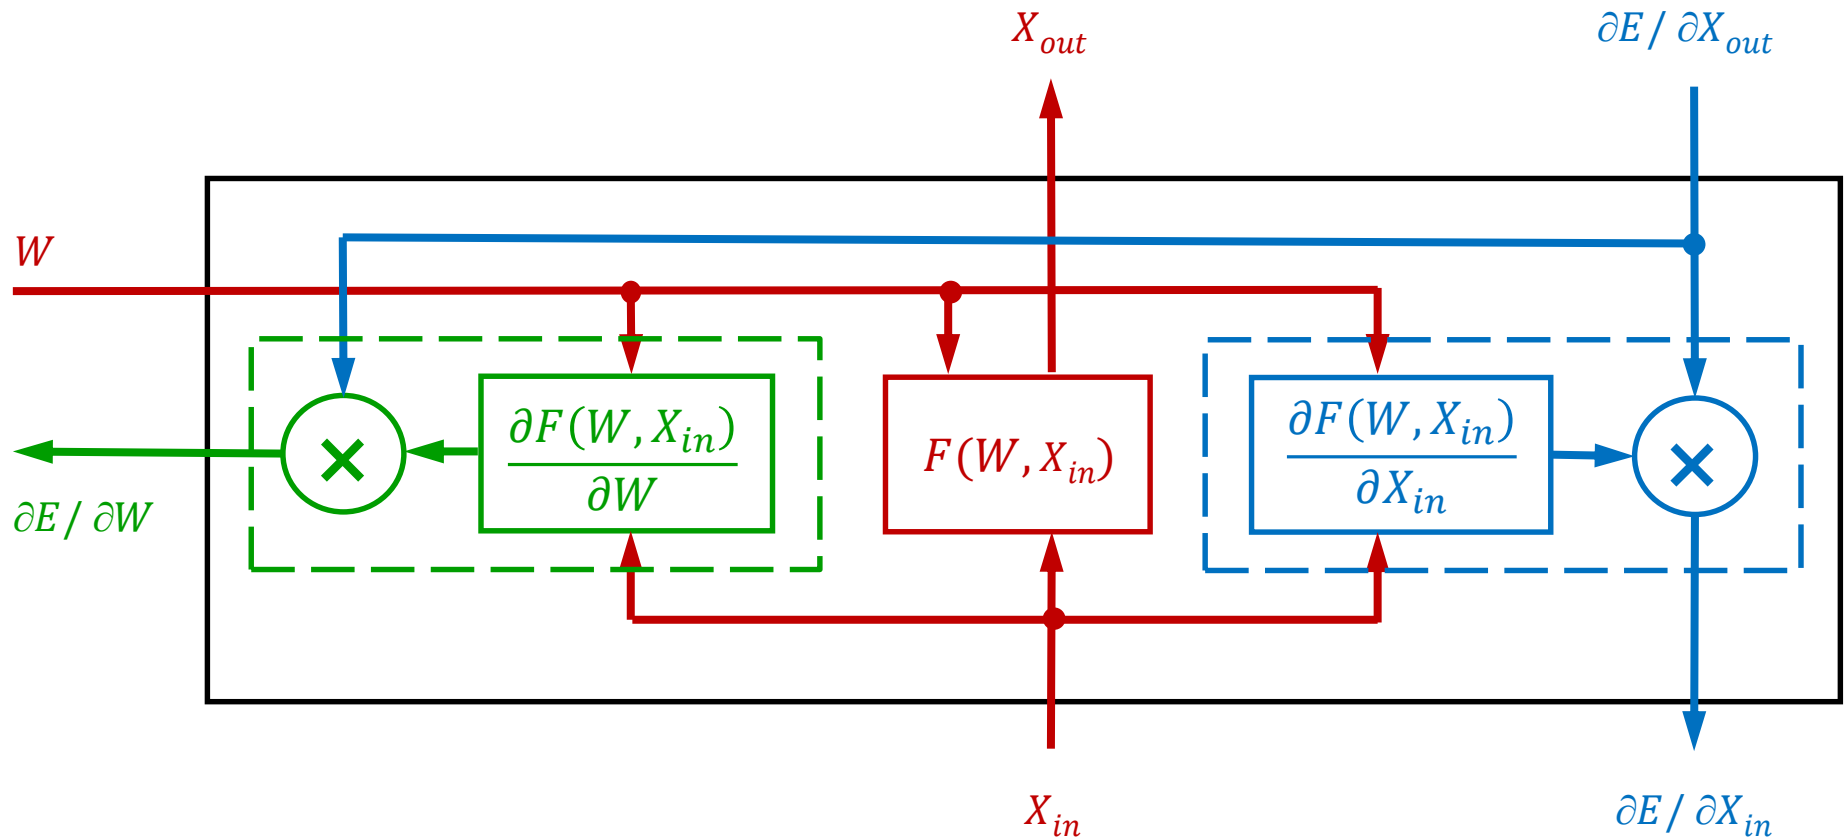 X_out
∂E / ∂X_out
W
∂F(W, X_in)
∂W
F(W, X_in)
∂F(W, X_in)
∂X_in
×
×
∂E / ∂W
X_in
∂E / ∂X_in